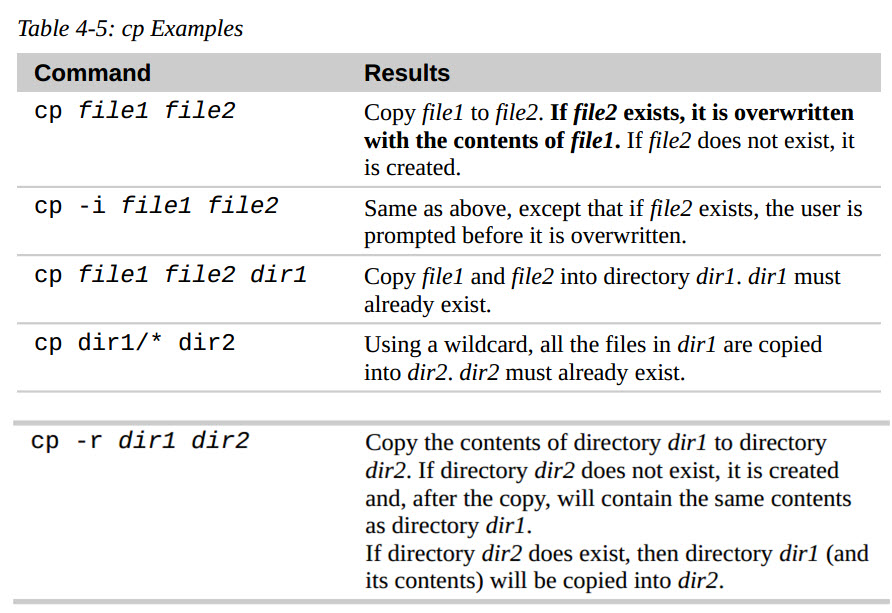 Table 4-5: cp Examples
Command Results
cp file1 file2 Copy file1 to file2. If file2 exists, it is overwritten
with the contents of file1. If file2 does not exist, it
is created.
cp -i file1 file2 Same as above, except that if file2 exists, the user is
prompted before it is overwritten.
cp file1 file2 dir1 Copy file1 and file2 into directory dir1. dir1 must
already exist.
cp dir1/* dir2 Using a wildcard, all the files in dir1 are copied
into dir2. dir2 must already exist.
cp -r dir1 dir2 Copy the contents of directory dir1 to directory
dir2. If directory dir2 does not exist, it is created
and, after the copy, will contain the same contents
as directory dir1.
If directory dir2 does exist, then directory dir1 (and
its contents) will be copied into dir2.